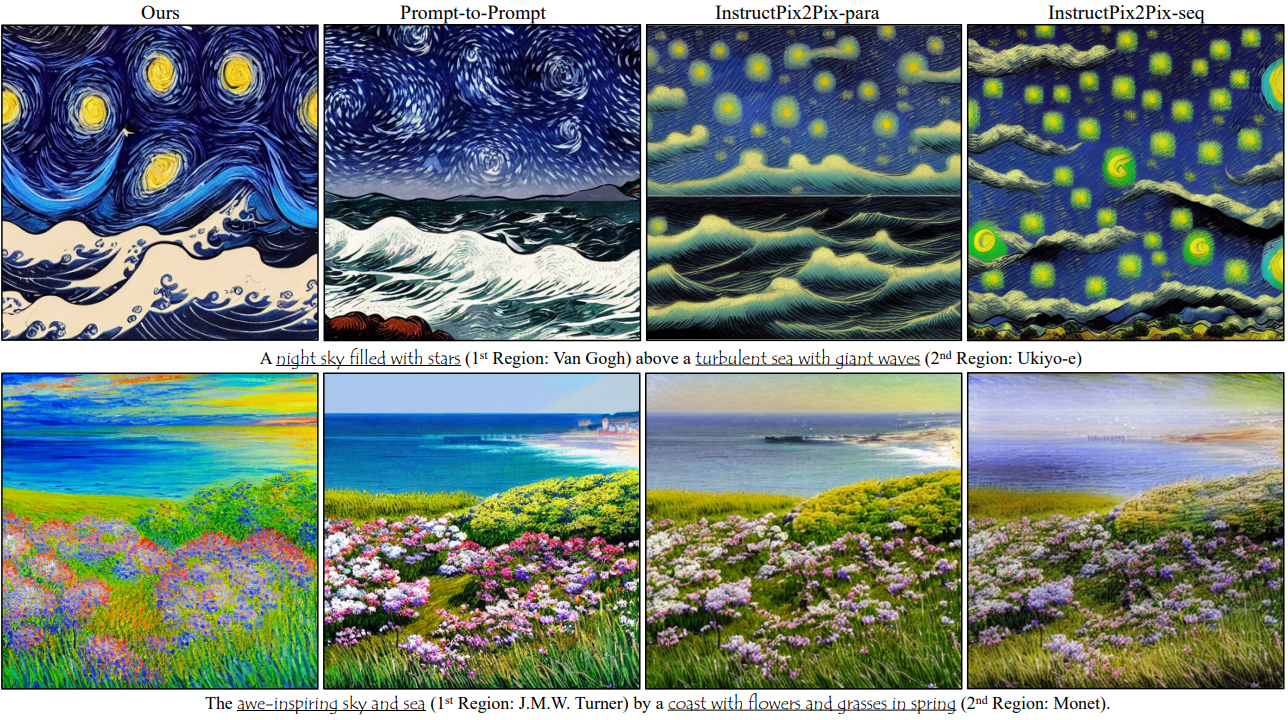 Ours Prompt-to-Prompt InstructPix2Pix-para InstructPix2Pix-seq
A night sky filled with stars (1st Region: Van Gogh) above a turbulent sea with giant waves (2nd Region: Ukiyo-e)
The awe-inspiring sky and sea (1st Region: J.M.W. Turner) by a coast with flowers and grasses in spring (2nd Region: Monet).